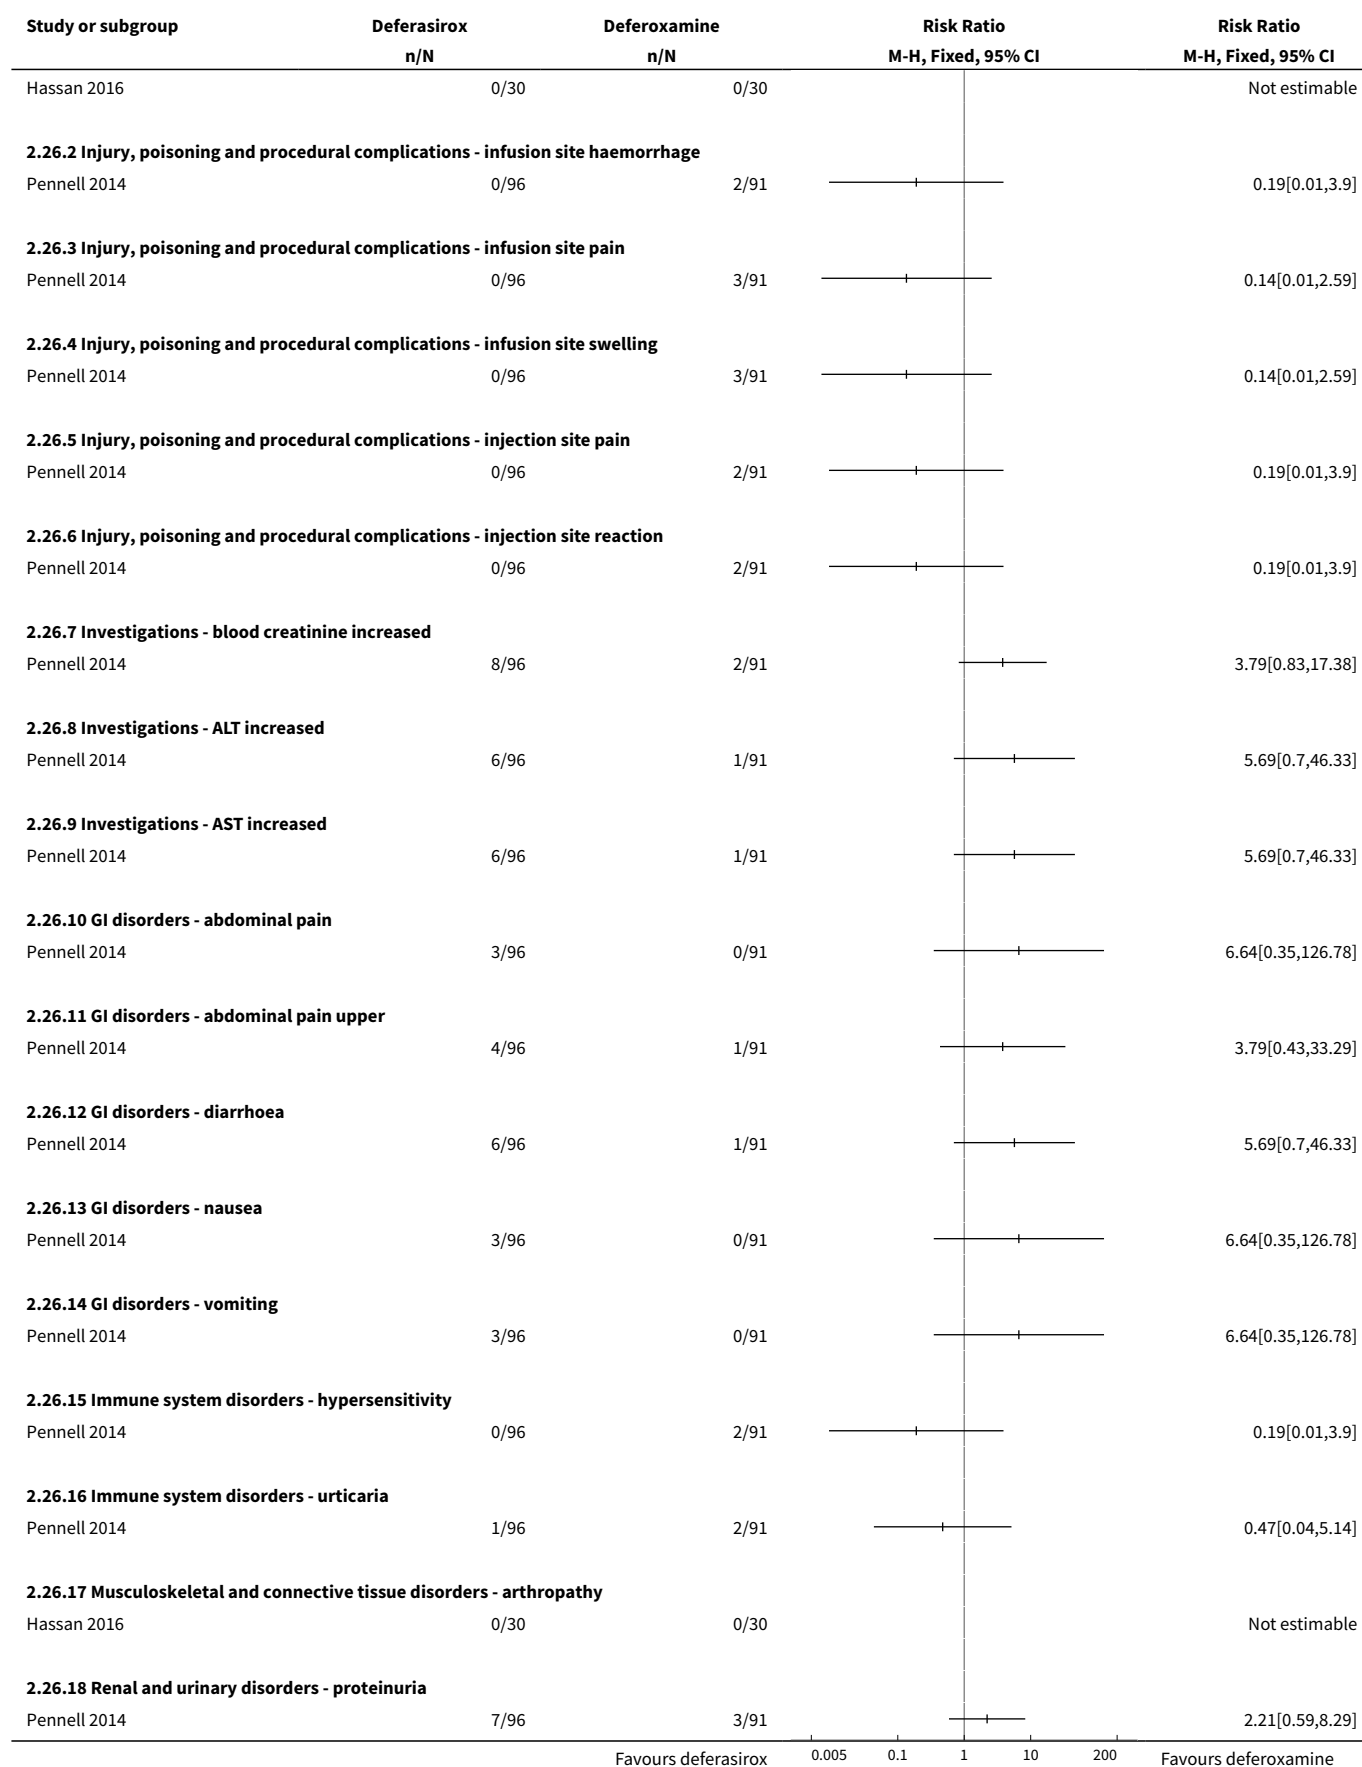 Study or subgroup Deferasirox Deferoxamine Risk Ratio Risk Ratio
n/N n/N M-H, Fixed, 95% CI M-H, Fixed, 95% CI
Hassan 2016 0/30 0/30 Not estimable
2.26.2 Injury, poisoning and procedural complications - infusion site haemorrhage
Pennell 2014 0/96 2/91 0.19[0.01,3.9]
2.26.3 Injury, poisoning and procedural complications - infusion site pain
Pennell 2014 0/96 3/91 0.14[0.01,2.59]
2.26.4 Injury, poisoning and procedural complications - infusion site swelling
Pennell 2014 0/96 3/91 0.14[0.01,2.59]
2.26.5 Injury, poisoning and procedural complications - injection site pain
Pennell 2014 0/96 2/91 0.19[0.01,3.9]
2.26.6 Injury, poisoning and procedural complications - injection site reaction
Pennell 2014 0/96 2/91 0.19[0.01,3.9]
2.26.7 Investigations - blood creatinine increased
Pennell 2014 8/96 2/91 3.79[0.83,17.38]
2.26.8 Investigations - ALT increased
Pennell 2014 6/96 1/91 5.69[0.7,46.33]
2.26.9 Investigations - AST increased
Pennell 2014 6/96 1/91 5.69[0.7,46.33]
2.26.10 GI disorders - abdominal pain
Pennell 2014 3/96 0/91 6.64[0.35,126.78]
2.26.11 GI disorders - abdominal pain upper
Pennell 2014 4/96 1/91 3.79[0.43,33.29]
2.26.12 GI disorders - diarrhoea
Pennell 2014 6/96 1/91 5.69[0.7,46.33]
2.26.13 GI disorders - nausea
Pennell 2014 3/96 0/91 6.64[0.35,126.78]
2.26.14 GI disorders - vomiting
Pennell 2014 3/96 0/91 6.64[0.35,126.78]
2.26.15 Immune system disorders - hypersensitivity
Pennell 2014 0/96 2/91 0.19[0.01,3.9]
2.26.16 Immune system disorders - urticaria
Pennell 2014 1/96 2/91 0.47[0.04,5.14]
2.26.17 Musculoskeletal and connective tissue disorders - arthropathy
Hassan 2016 0/30 0/30 Not estimable
2.26.18 Renal and urinary disorders - proteinuria
Pennell 2014 7/96 3/91 2.21[0.59,8.29]
Favours deferasirox 0.005 0.1 1 10 200 Favours deferoxamine